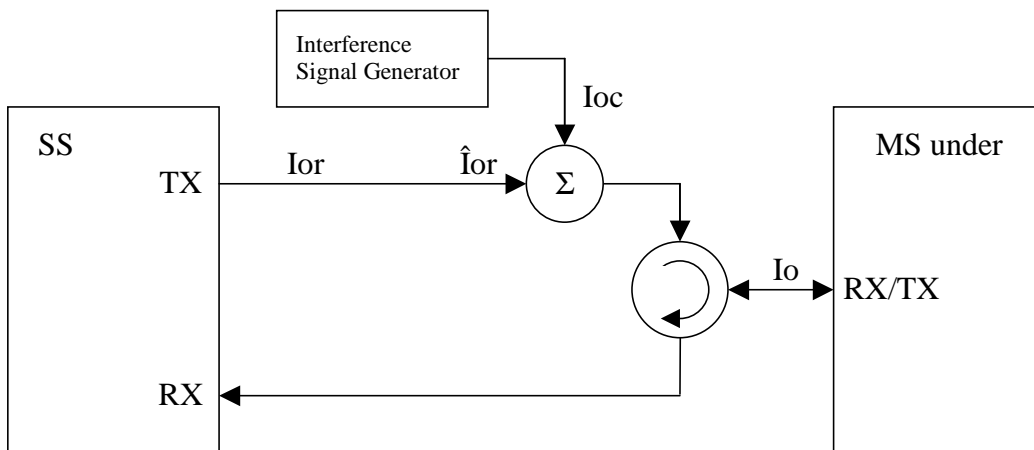 Interference
Signal Generator
Ioc
SS
MS under
TX
Ior
Îor
Σ
Io
RX/TX
RX